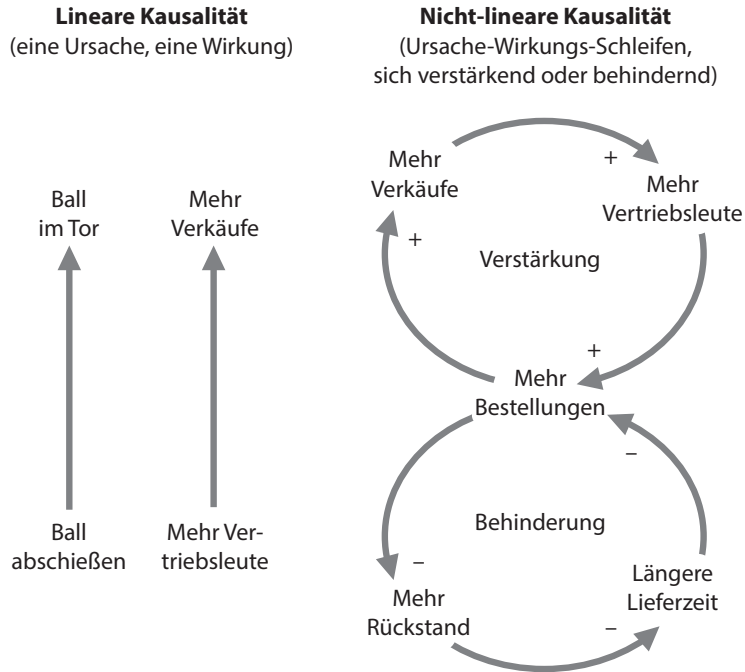 Lineare Kausalität
(eine Ursache, eine Wirkung)
Ball
im Tor
Mehr
Verkäufe
Ball
abschießen
Mehr Ver-
triebsleute
Nicht-lineare Kausalität
(Ursache-Wirkungs-Schleifen,
sich verstärkend oder behindernd)
Mehr
Verkäufe
+
Mehr
Vertriebsleute
+
Verstärkung
+
Mehr
Bestellungen
–
Behinderung
–
Mehr
Rückstand
Längere
Lieferzeit
–